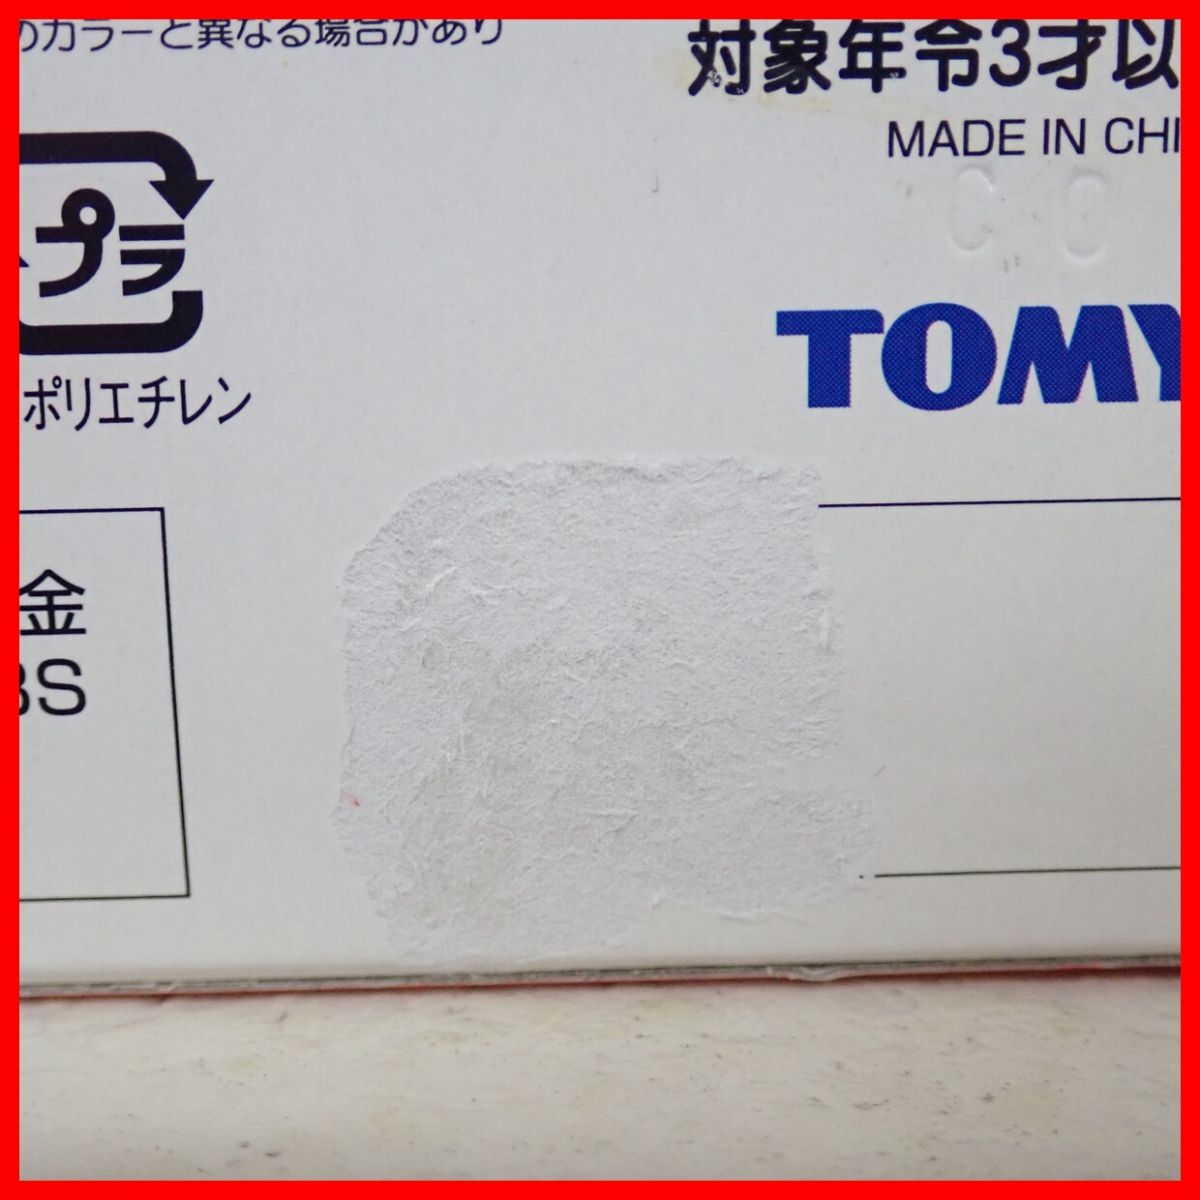 のカラーと異なる場合があり
対象年令3才以
MADE IN CHI
C O
プラ
TOMY
ポリエチレン
金
BS